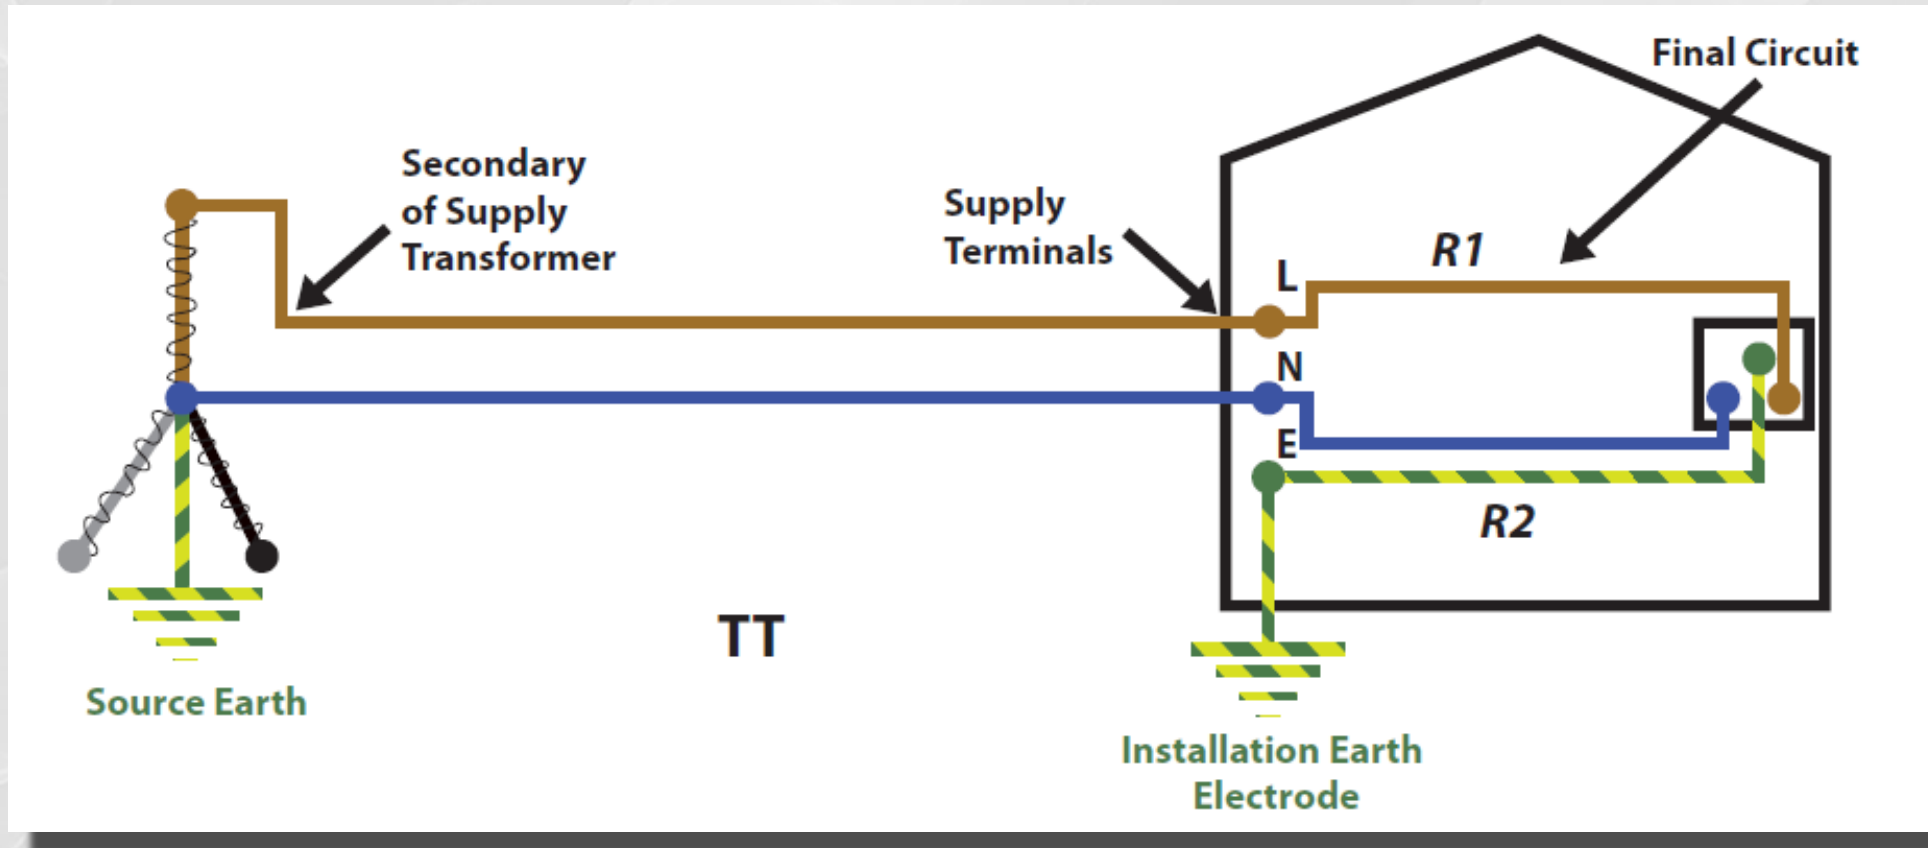 Final Circuit
Secondary
of Supply
Transformer
Supply
Terminals
R1
L
N
E
R2
TT
Source Earth
Installation Earth
Electrode